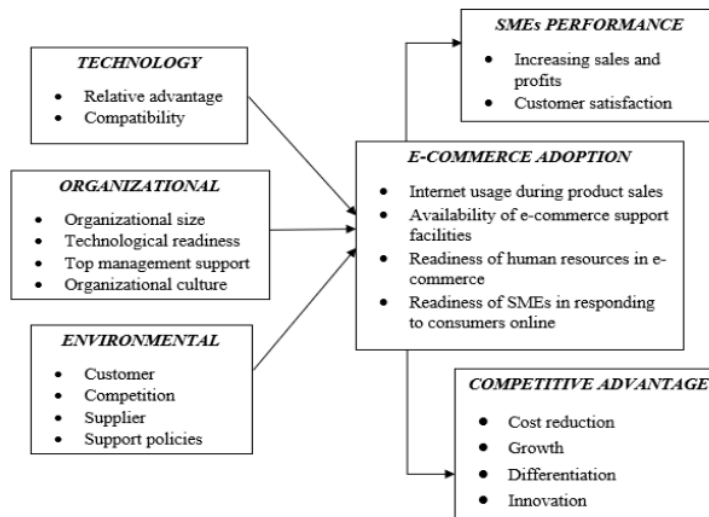 TECHNOLOGY
• Relative advantage
• Compatibility
ORGANIZATIONAL
• Organizational size
• Technological readiness
• Top management support
• Organizational culture
ENVIRONMENTAL
• Customer
• Competition
• Supplier
• Support policies
SMEs PERFORMANCE
• Increasing sales and
profits
• Customer satisfaction
E-COMMERCE ADOPTION
• Internet usage during product sales
• Availability of e-commerce support
facilities
• Readiness of human resources in e-
commerce
• Readiness of SMEs in responding
to consumers online
COMPETITIVE ADVANTAGE
• Cost reduction
• Growth
• Differentiation
• Innovation